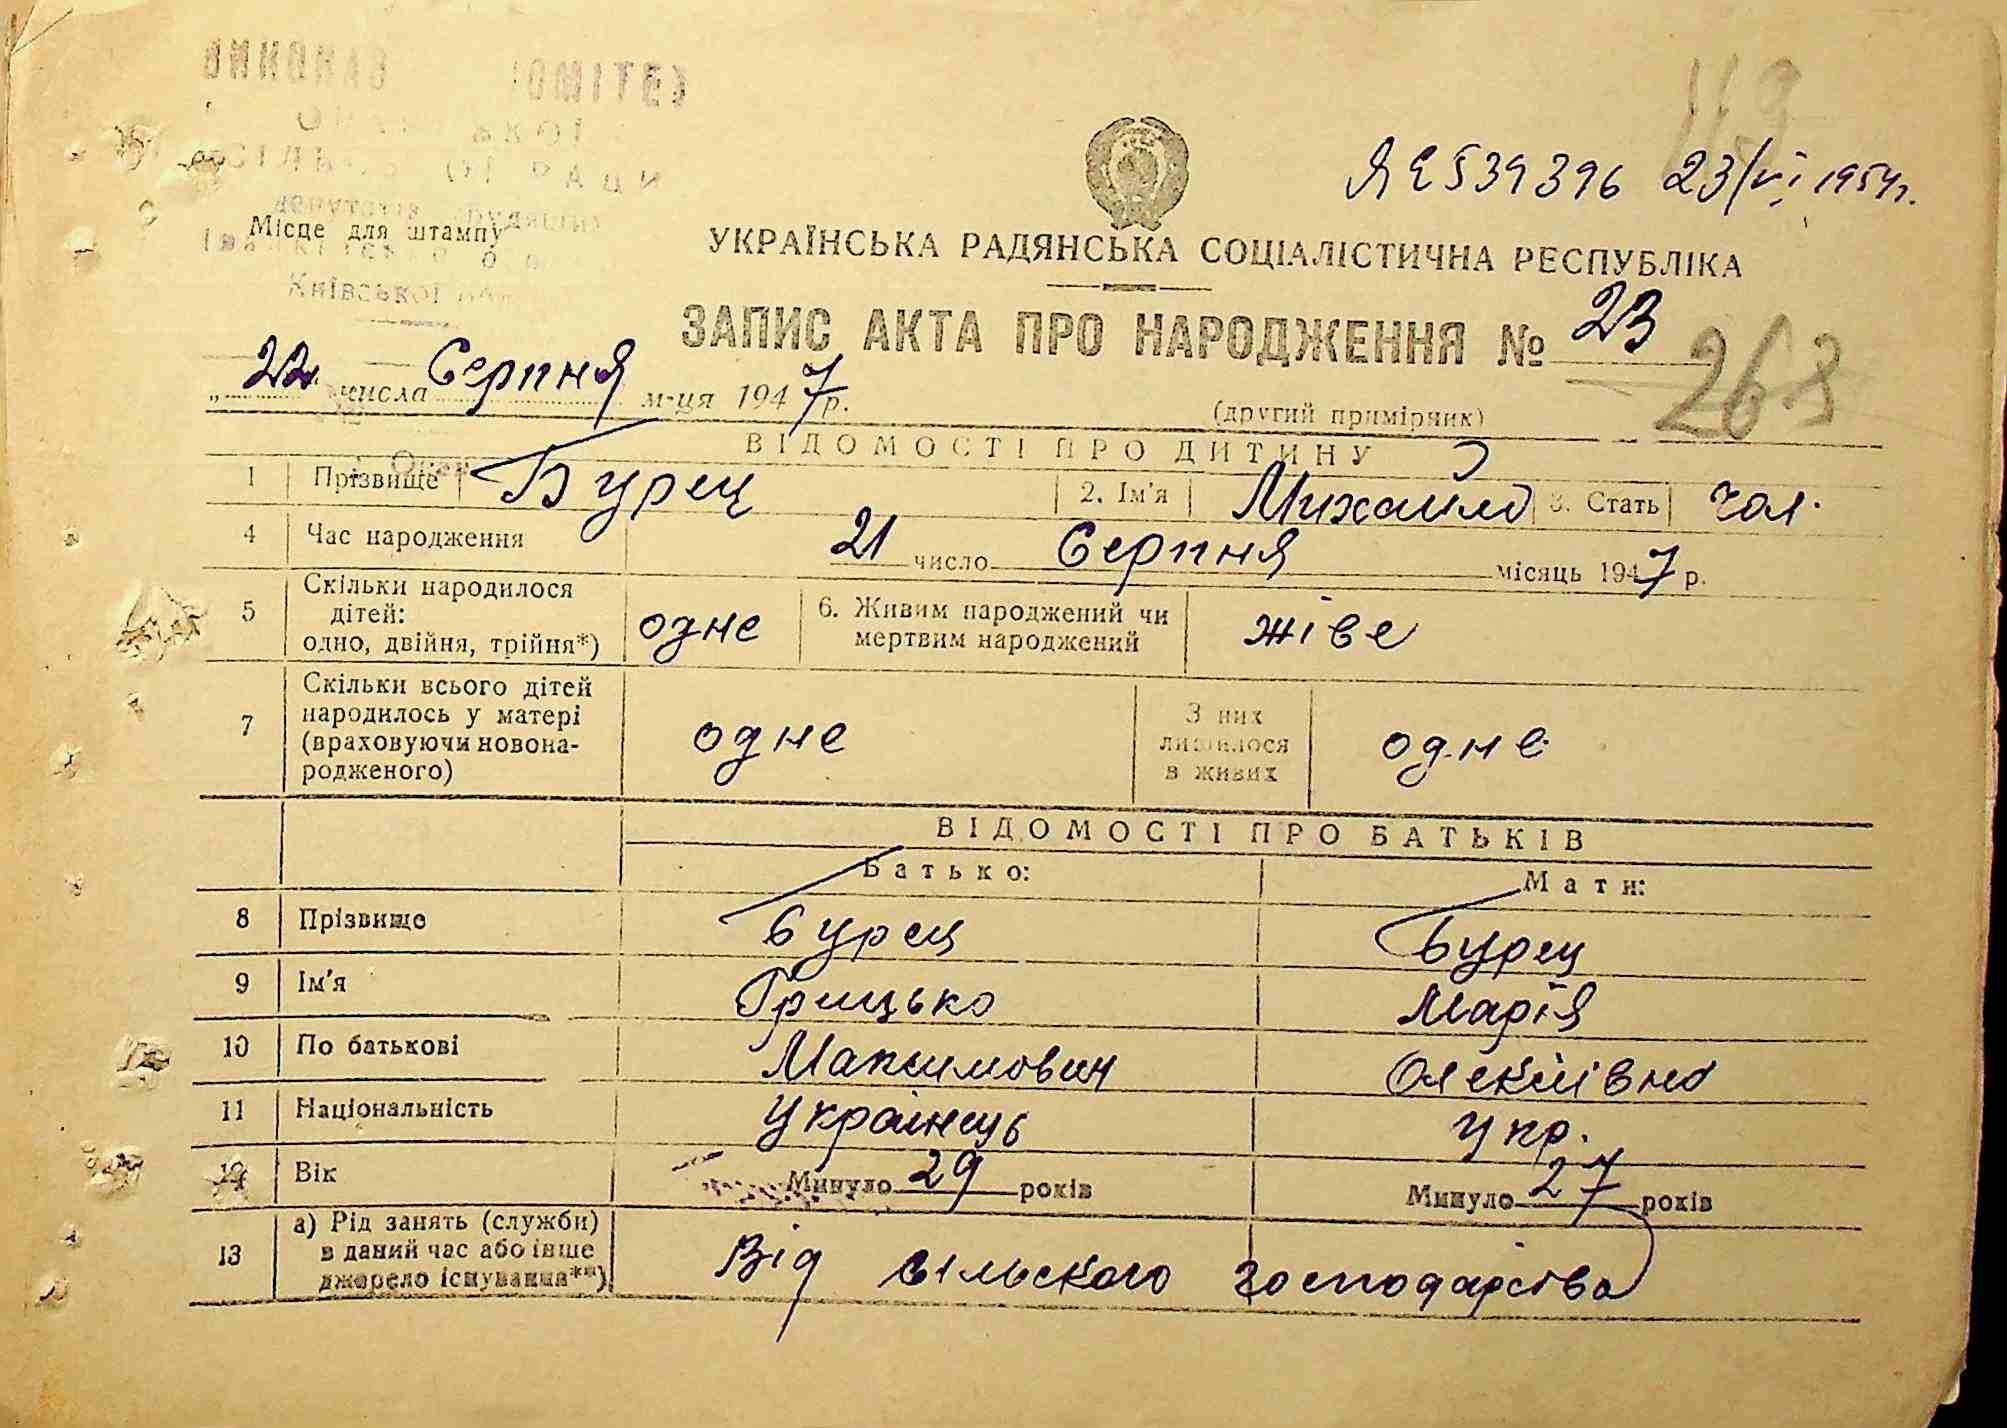 ЯЕ 539396 23/VI 1954р.
Місце для штампу
Київської
УКРАЇНСЬКА РАДЯНСЬКА СОЦІАЛІСТИЧНА РЕСПУБЛІКА
ЗАПИС АКТА ПРО НАРОДЖЕННЯ № 23
268
„22" числа Серпня м-ця 1947 р.
(другий примірник)
ВІДОМОСТІ ПРО ДИТИНУ
1 Прізвище Бурец 2. Ім'я Михайло 3. Стать чол.
4 Час народження 21 число Серпня місяць 1947 р.
5 Скільки народилося дітей: одно, двійня, трійня*) одне 6. Живим народжений чи мертвим народжений живе
7 Скільки всього дітей народилось у матері (враховуючи новонародженого) одне З них лишилося в живих одне
ВІДОМОСТІ ПРО БАТЬКІВ
Батько: Мати:
8 Прізвище Бурец Бурец
9 Ім'я Грицько Марія
10 По батькові Максимович Олексіівна
11 Національність Українець Укр.
12 Вік Минуло 29 років Минуло 27 років
13 а) Рід занять (служби) в даний час або інше джерело існування**) Від сільского господарства